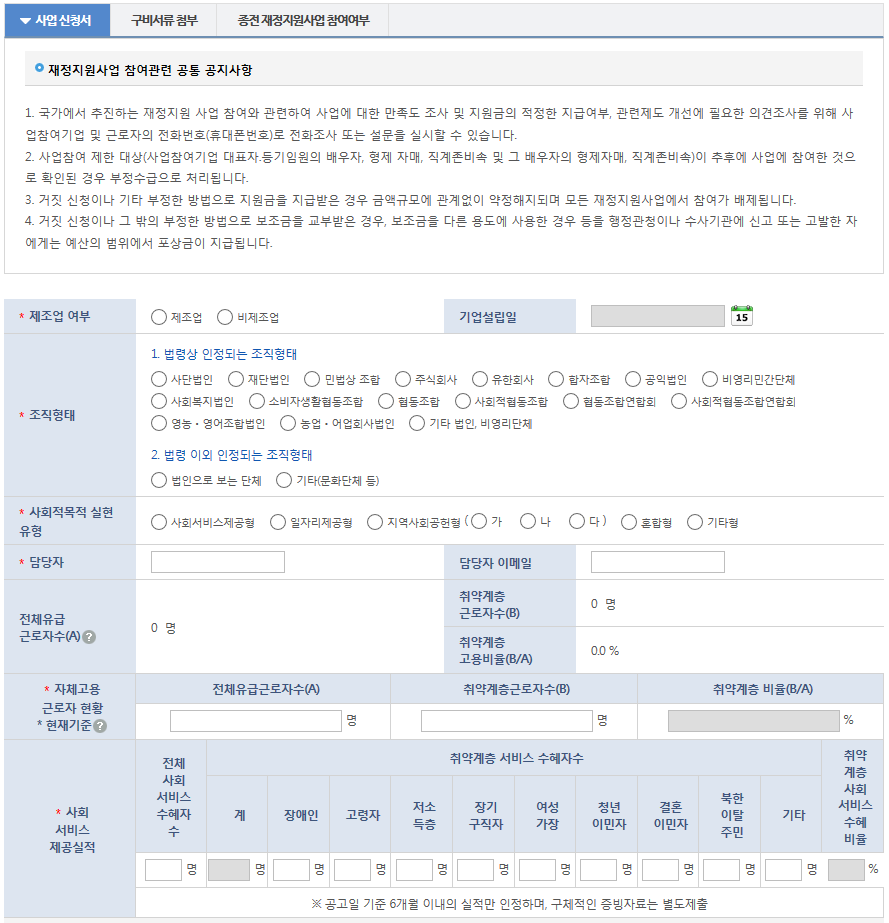 사업 신청서 구비서류 첨부 종전 재정지원사업 참여여부
재정지원사업 참여관련 공통 공지사항
1. 국가에서 추진하는 재정지원 사업 참여와 관련하여 사업에 대한 만족도 조사 및 지원금의 적정한 지급여부, 관련제도 개선에 필요한 의견조사를 위해 사
업참여기업 및 근로자의 전화번호(휴대폰번호)로 전화조사 또는 설문을 실시할 수 있습니다.
2. 사업참여 제한 대상(사업참여기업 대표자.등기임원의 배우자, 형제 자매, 직계존비속 및 그 배우자의 형제자매, 직계존비속)이 추후에 사업에 참여한 것으
로 확인된 경우 부정수급으로 처리됩니다.
3. 거짓 신청이나 기타 부정한 방법으로 지원금을 지급받은 경우 금액규모에 관계없이 약정해지되며 모든 재정지원사업에서 참여가 배제됩니다.
4. 거짓 신청이나 그 밖의 부정한 방법으로 보조금을 교부받은 경우, 보조금을 다른 용도에 사용한 경우 등을 행정관청이나 수사기관에 신고 또는 고발한 자
에게는 예산의 범위에서 포상금이 지급됩니다.
* 제조업 여부 제조업 비제조업 기업설립일 15
* 조직형태
1. 법령상 인정되는 조직형태
사단법인 재단법인 민법상 조합 주식회사 유한회사 합자조합 공익법인 비영리민간단체
사회복지법인 소비자생활협동조합 협동조합 사회적협동조합 협동조합연합회 사회적협동조합연합회
영농·영어조합법인 농업·어업회사법인 기타 법인, 비영리단체
2. 법령 이외 인정되는 조직형태
법인으로 보는 단체 기타(문화단체 등)
* 사회적목적 실현
유형
사회서비스제공형 일자리제공형 지역사회공헌형 ( 가 나 다 ) 혼합형 기타형
* 담당자 담당자 이메일
전체유급
근로자수(A) ?
0 명
취약계층
근로자수(B)
0 명
취약계층
고용비율(B/A)
0.0 %
* 자체고용
근로자 현황
* 현재기준 ?
전체유급근로자수(A) 취약계층근로자수(B) 취약계층 비율(B/A)
명 명 %
* 사회
서비스
제공실적
전체
사회
서비스
수혜자
수
취약계층 서비스 수혜자수
계 장애인 고령자
저소
득층
장기
구직자
여성
가장
청년
이민자
결혼
이민자
북한
이탈
주민
기타
취약
계층
사회
서비스
수혜
비율
명 명 명 명 명 명 명 명 명 명 명 %
※ 공고일 기준 6개월 이내의 실적만 인정하며, 구체적인 증빙자료는 별도제출